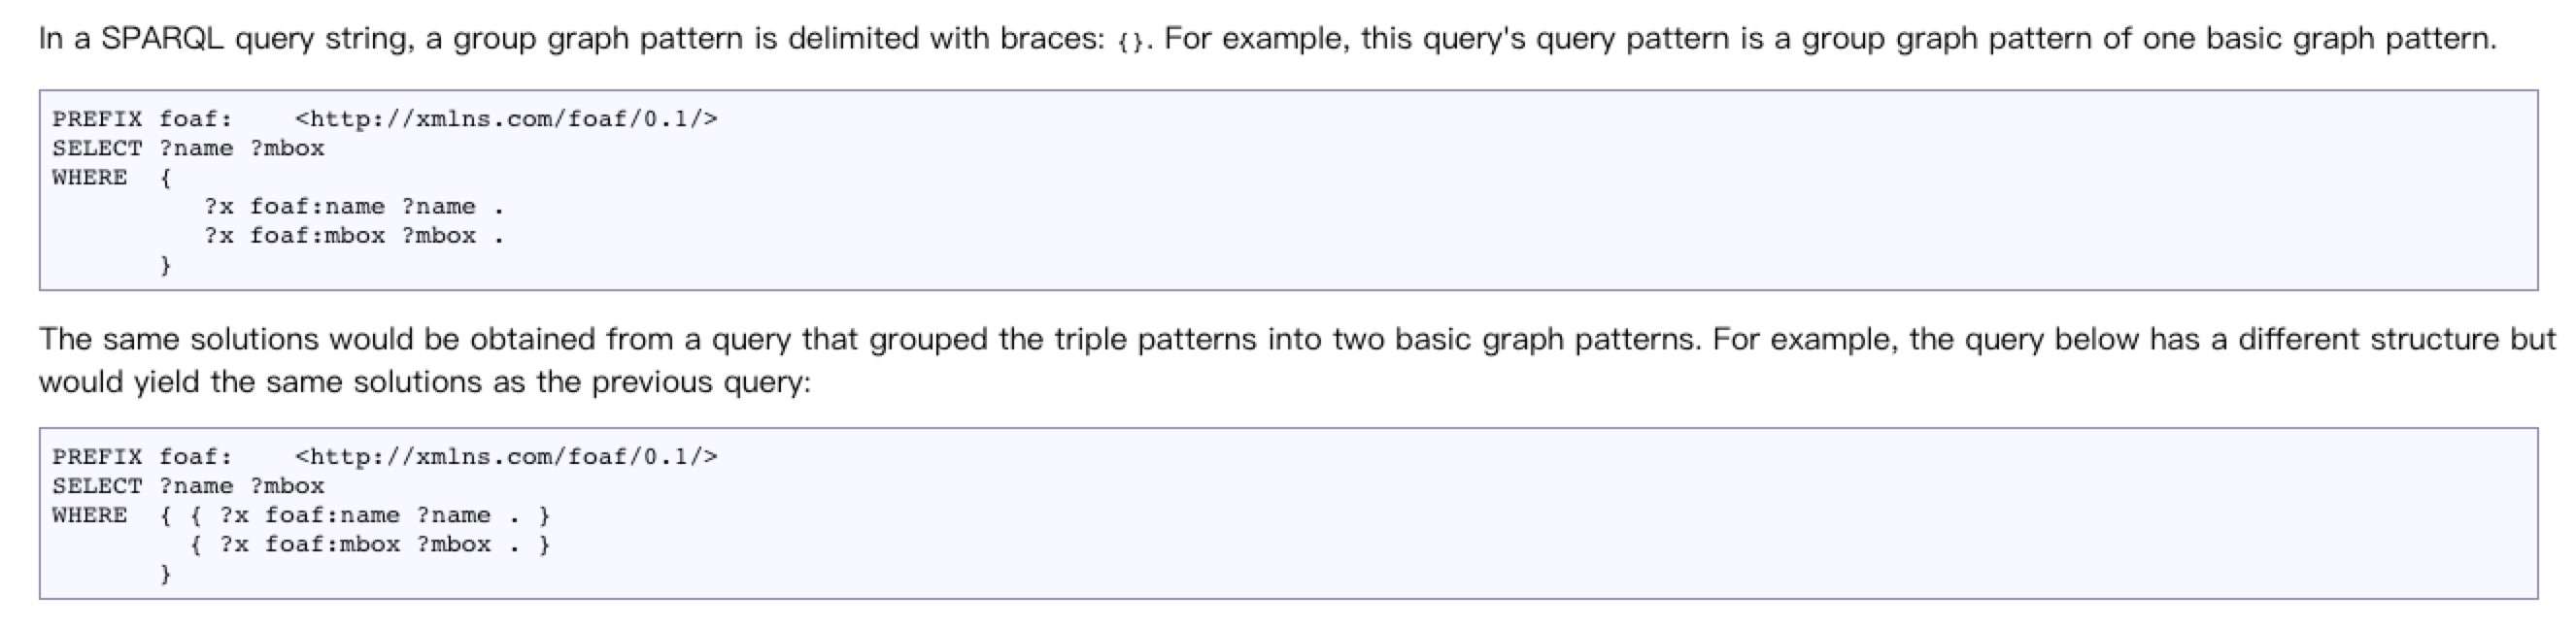 In a SPARQL query string, a group graph pattern is delimited with braces: {}. For example, this query's query pattern is a group graph pattern of one basic graph pattern.
PREFIX foaf:    <http://xmlns.com/foaf/0.1/>
SELECT ?name ?mbox
WHERE  {
          ?x foaf:name ?name .
          ?x foaf:mbox ?mbox .
       }
The same solutions would be obtained from a query that grouped the triple patterns into two basic graph patterns. For example, the query below has a different structure but
would yield the same solutions as the previous query:
PREFIX foaf:    <http://xmlns.com/foaf/0.1/>
SELECT ?name ?mbox
WHERE  { { ?x foaf:name ?name . }
         { ?x foaf:mbox ?mbox . }
       }